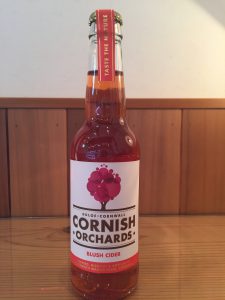 TASTE THE NATURE
DULOE · CORNWALL
CORNISH
· ORCHARDS ·
BLUSH CIDER